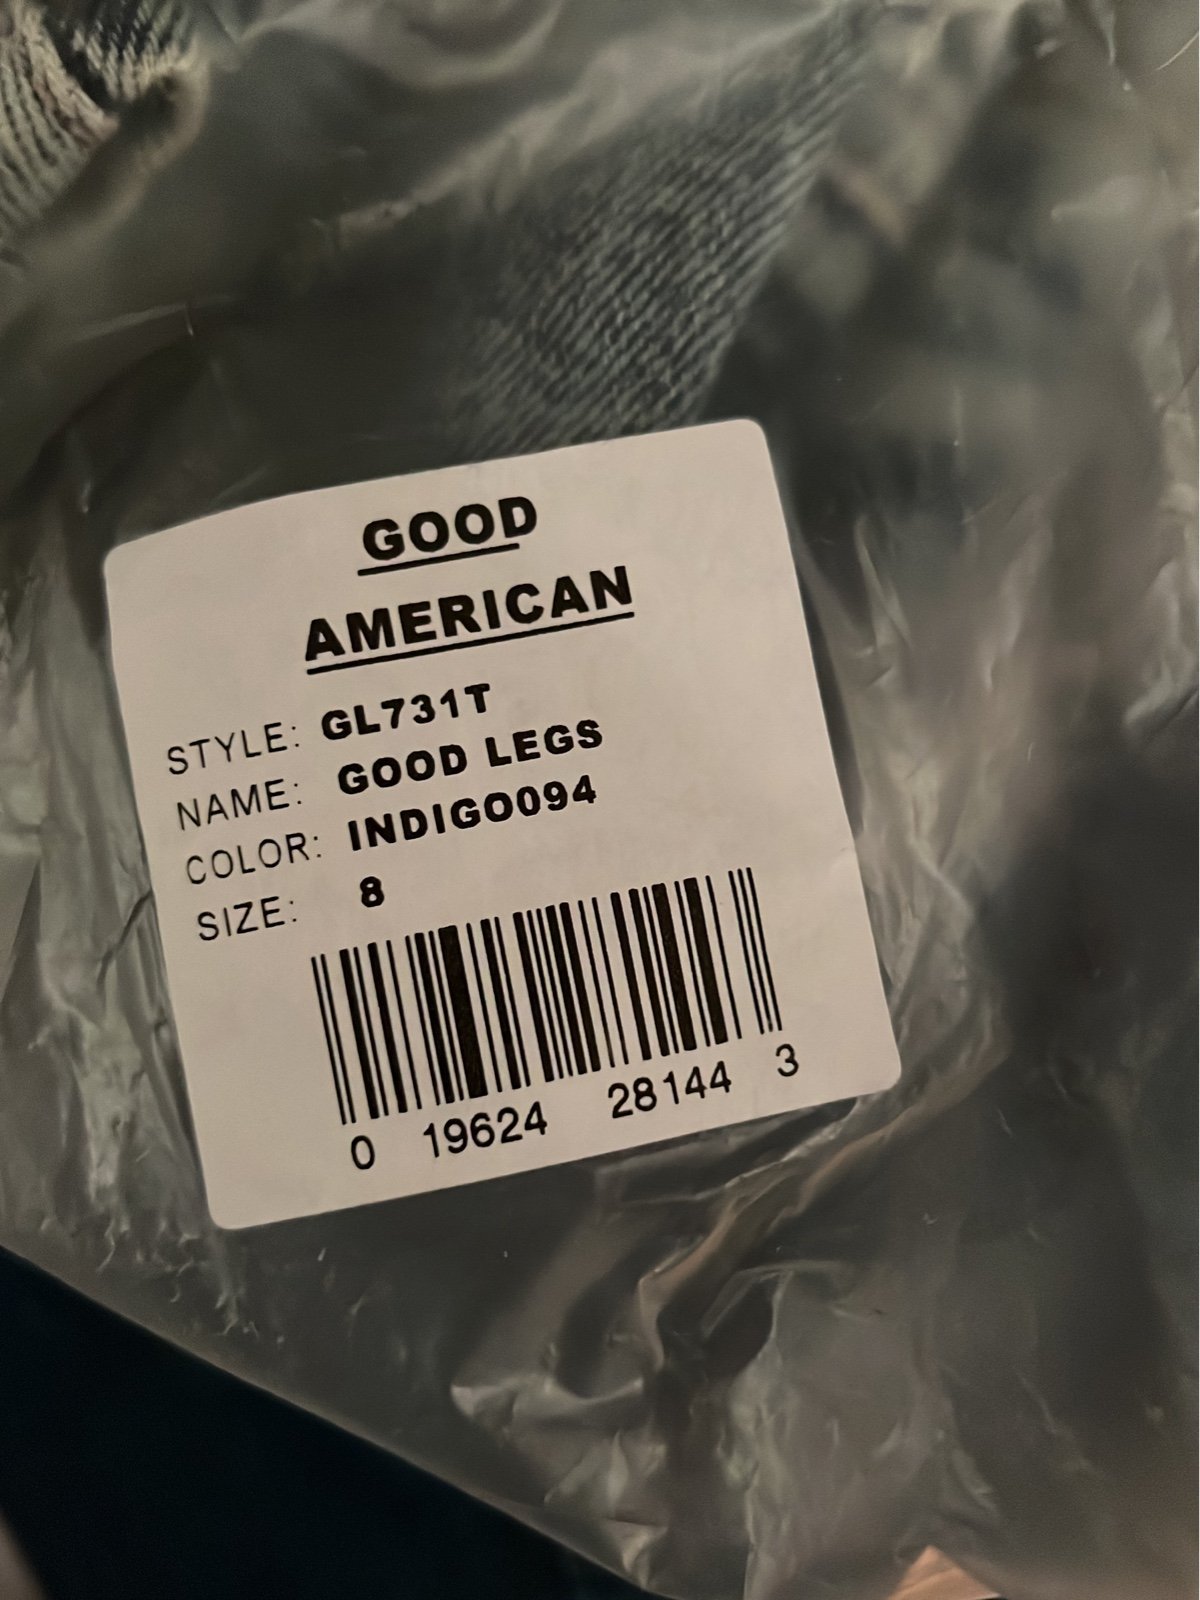 GOOD
AMERICAN
STYLE: GL731T
NAME: GOOD LEGS
COLOR: INDIGO094
SIZE: 8
0 19624 28144 3